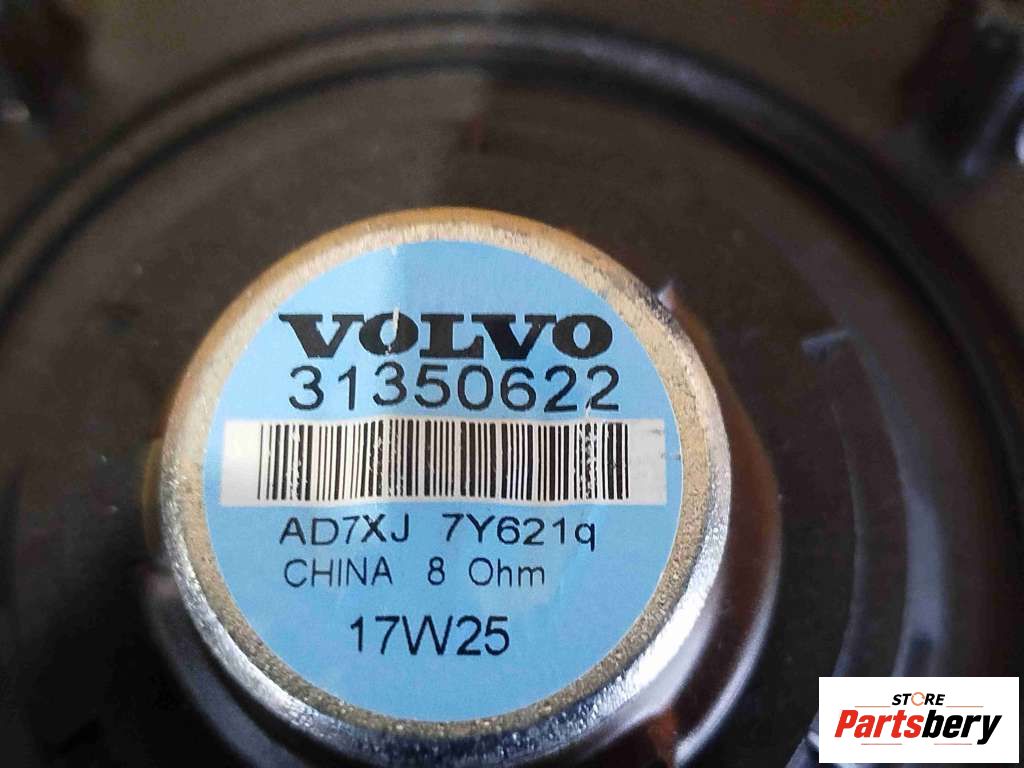 VOLVO
31350622
AD7XJ 7Y621q
CHINA 8 Ohm
17W25
STORE
Partsbery